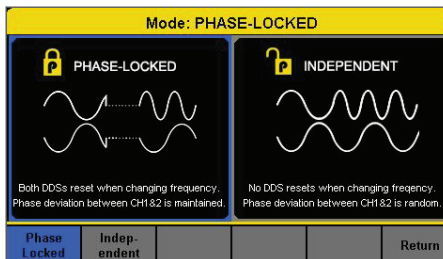 Mode: PHASE-LOCKED
P PHASE-LOCKED
Both DDSs reset when changing frequency.
Phase deviation between CH1&2 is maintained.
P INDEPENDENT
No DDS resets when changing freqency.
Phase deviation between CH1&2 is random.
Phase
Locked
Indep-
endent
Return